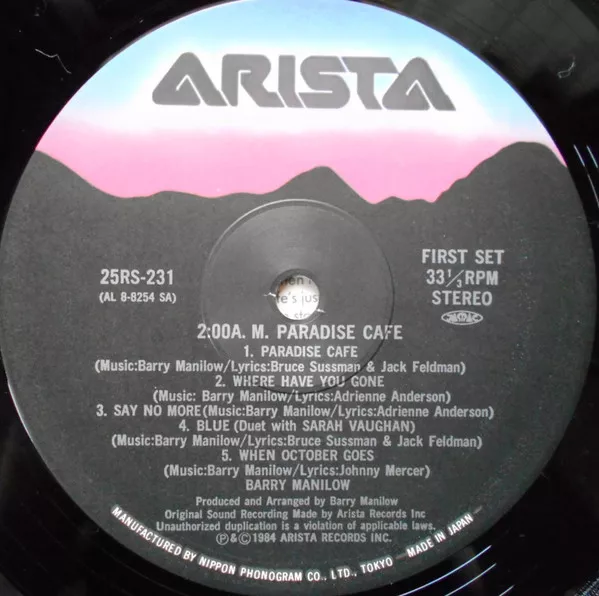 ARISTA
25RS-231
(AL 8-8254 SA)
FIRST SET
33 1/3 RPM
STEREO
2:00A. M. PARADISE CAFE
1. PARADISE CAFE
(Music:Barry Manilow/Lyrics:Bruce Sussman & Jack Feldman)
2. WHERE HAVE YOU GONE
(Music: Barry Manilow/Lyrics:Adrienne Anderson)
3. SAY NO MORE(Music:Barry Manilow/Lyrics:Adrienne Anderson)
4. BLUE (Duet with SARAH VAUGHAN)
(Music:Barry Manilow/Lyrics:Bruce Sussman & Jack Feldman)
5. WHEN OCTOBER GOES
(Music:Barry Manilow/Lyrics:Johnny Mercer)
BARRY MANILOW
Produced and Arranged by Barry Manilow
Original Sound Recording Made by Arista Records Inc
Unauthorized duplication is a violation of applicable laws.
℗&©1984 ARISTA RECORDS INC.
MANUFACTURED BY NIPPON PHONOGRAM CO., LTD., TOKYO —MADE IN JAPAN—